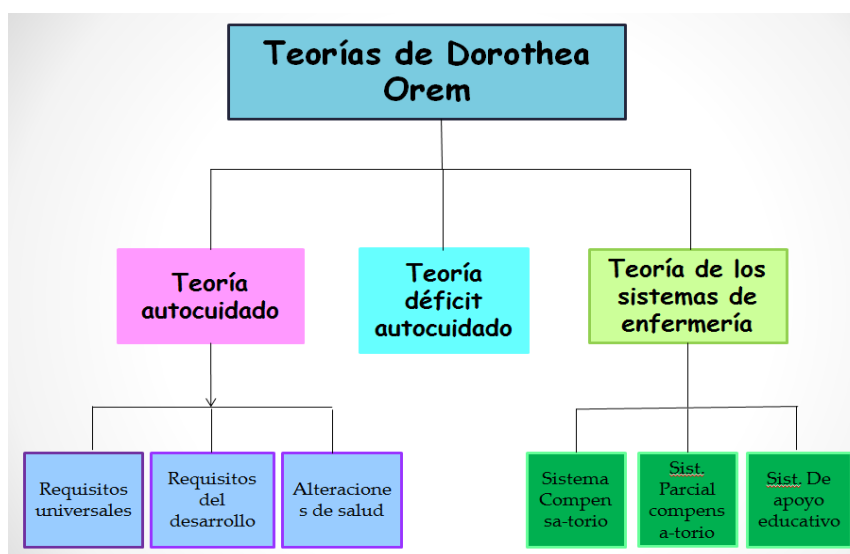 Teorías de Dorothea
Orem
Teoría
autocuidado
Teoría
déficit
autocuidado
Teoría de los
sistemas de
enfermería
Requisitos
universales
Requisitos
del
desarrollo
Alteracione
s de salud
Sistema
Compen
sa-torio
Sist.
Parcial
compens
a-torio
Sist. De
apoyo
educativo